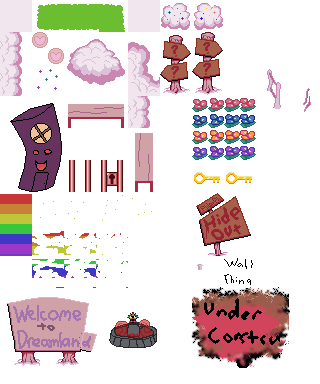 ? ?
? ?
Hide
Out
Wall
Thing
Welcome
to
Dreamland
Under
Constru